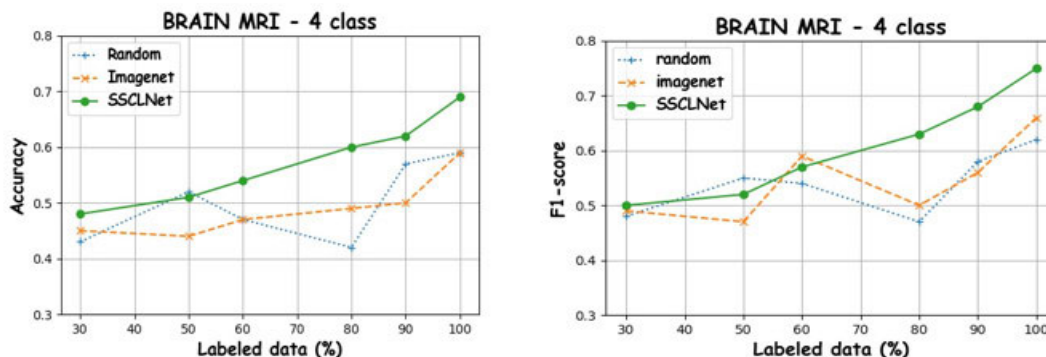 BRAIN MRI - 4 class
0.8
0.7
0.6
0.5
0.4
0.3
Accuracy
Random
Imagenet
SSCLNet
30 40 50 60 70 80 90 100
Labeled data (%)
BRAIN MRI - 4 class
0.8
0.7
0.6
0.5
0.4
0.3
F1-score
random
imagenet
SSCLNet
30 40 50 60 70 80 90 100
Labeled data (%)